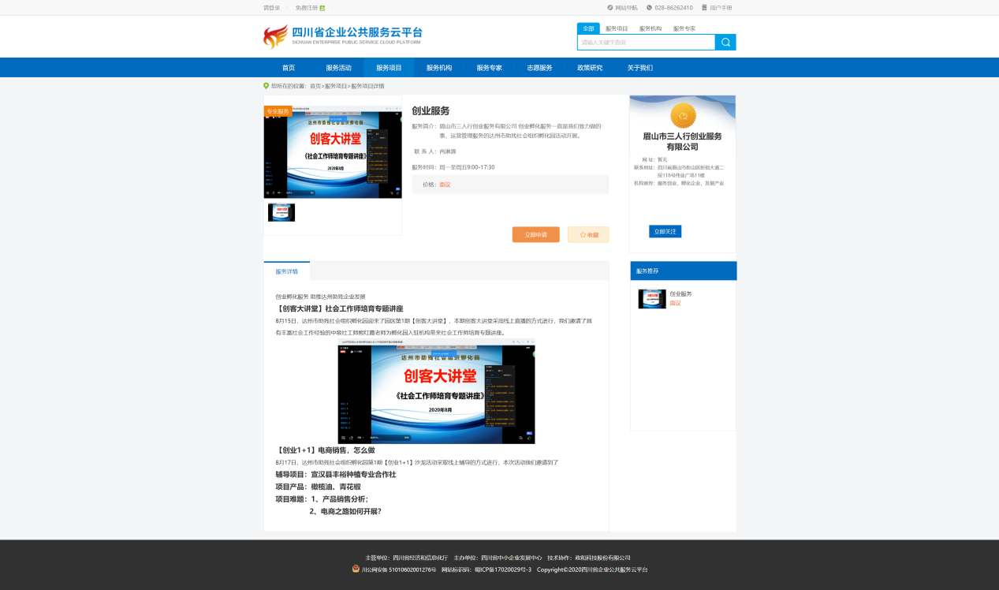 请登录 免费注册
网站导航 028-86262410 用户手册
四川省企业公共服务云平台
SICHUAN ENTERPRISE PUBLIC SERVICE CLOUD PLATFORM
全部 服务项目 服务机构 服务专家
请输入关键字查询
首页 服务活动 服务项目 服务机构 服务专家 志愿服务 政策研究 关于我们
您所在的位置：首页>服务项目>服务项目详情
专业服务
达州市助残社会组织孵化园
创客大讲堂
《社会工作师培育专题讲座》
2020年8月
创业服务
服务简介：眉山市三人行创业服务有限公司 创业孵化服务一直是我们致力做的
事，运营管理服务的达州市助残社会组织孵化园活动开展。
联 系 人：冉淋源
服务时间：周一至周五9:00-17:30
价格：面议
立即申请 收藏
眉山市三人行创业服务
有限公司
网 址：暂无
联系地址：四川省眉山市彭山区彭祖大道二
段118号伟业广场11楼
机构宣传：服务创业，孵化企业，发展产业
立即关注
服务详情
创业孵化服务 助推达州助残企业发展
【创客大讲堂】社会工作师培育专题讲座
8月15日，达州市助残社会组织孵化园迎来了园区第1期【创客大讲堂】，本期创客大讲堂采用线上直播的方式进行，我们邀请了具
有丰富社会工作经验的中级社工师熊红霞老师为孵化园入驻机构带来社会工作师培育专题讲座。
达州市助残社会组织孵化园
创客大讲堂
《社会工作师培育专题讲座》
2020年8月
【创业1+1】电商销售，怎么做
8月17日，达州市助残社会组织孵化园第1期【创业1+1】沙龙活动采取线上辅导的方式进行，本次活动我们邀请到了
辅导项目：宣汉县丰裕种植专业合作社
项目产品：橄榄油、青花椒
项目难题：1、产品销售分析；
2、电商之路如何开展？
服务推荐
创业服务
面议
主管单位：四川省经济和信息化厅 主办单位：四川省中小企业发展中心 技术协作：政和科技股份有限公司
川公网安备 51010602001276号 网站标识码：蜀ICP备17020029号-3 Copyright©2020四川省企业公共服务云平台